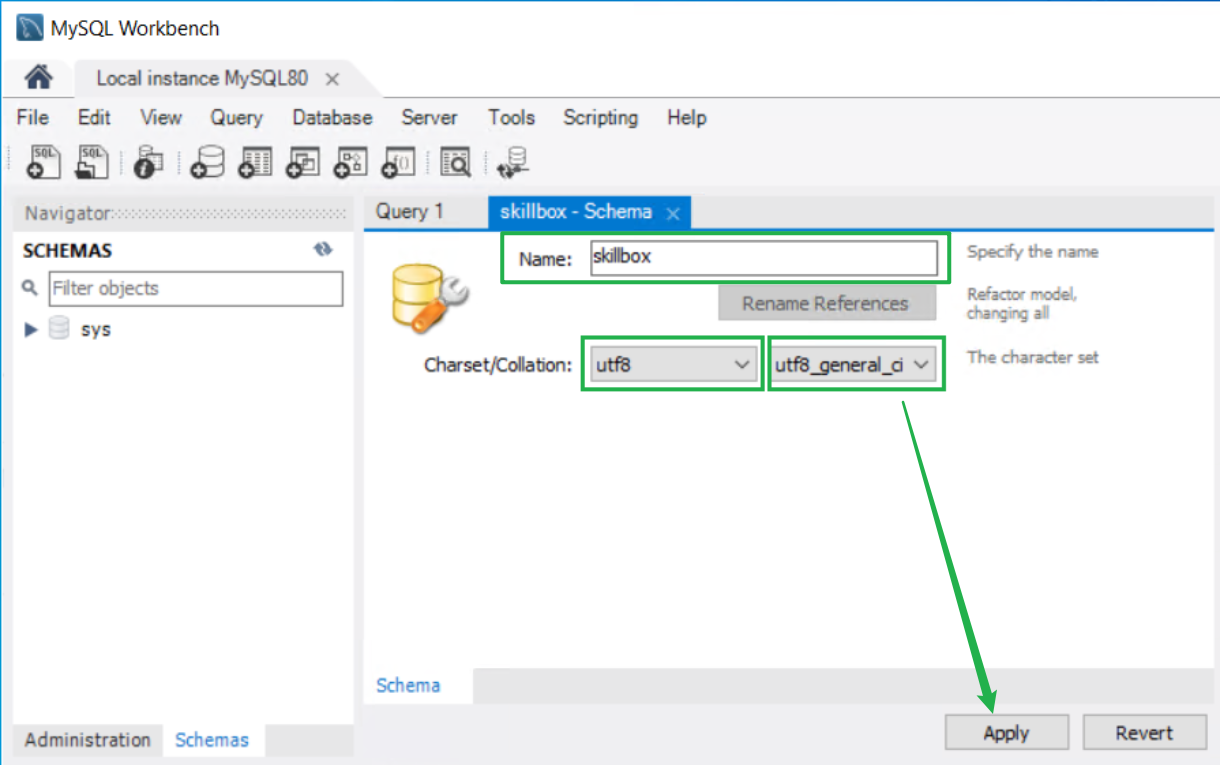 MySQL Workbench
Local instance MySQL80
File Edit View Query Database Server Tools Scripting Help
SQL SQL
Navigator
SCHEMAS
Filter objects
sys
Query 1 skillbox - Schema
Name: skillbox Specify the name
Rename References Refactor model,
changing all
Charset/Collation: utf8 utf8_general_ci The character set
Schema
Administration Schemas
Apply Revert